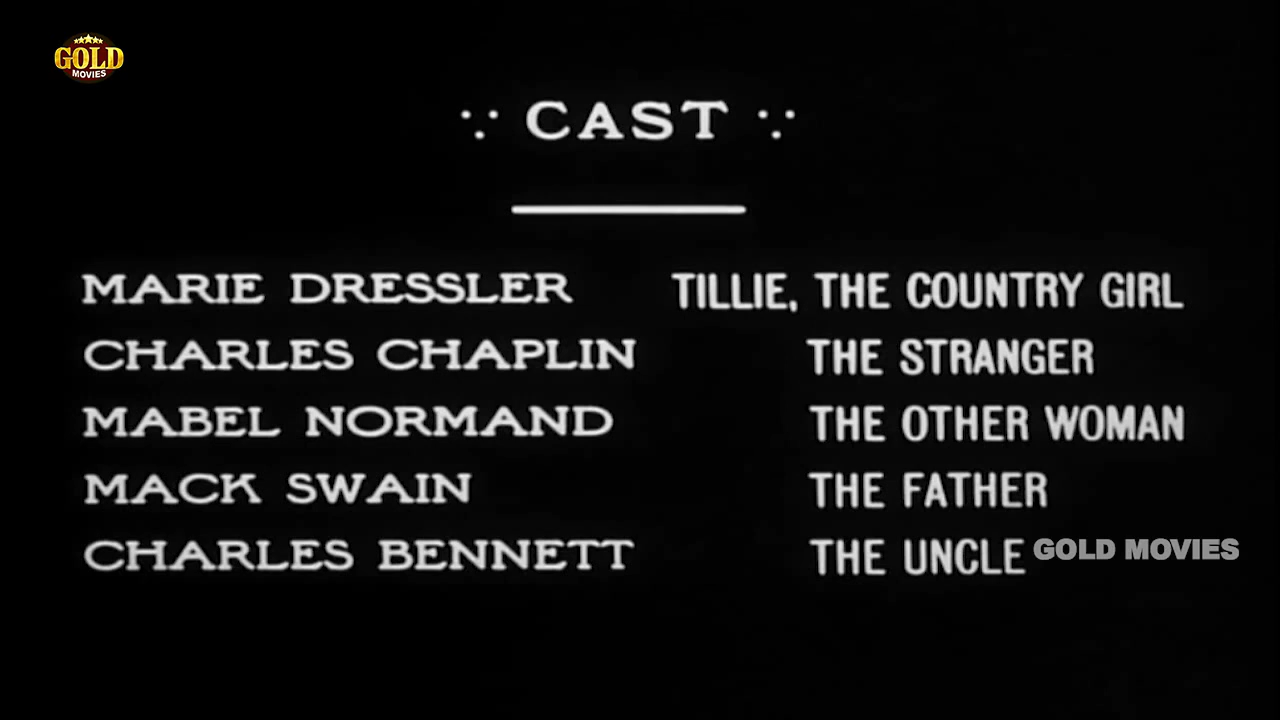 GOLD
MOVIES
CAST
MARIE DRESSLER TILLIE, THE COUNTRY GIRL
CHARLES CHAPLIN THE STRANGER
MABEL NORMAND THE OTHER WOMAN
MACK SWAIN THE FATHER
CHARLES BENNETT THE UNCLE
GOLD MOVIES